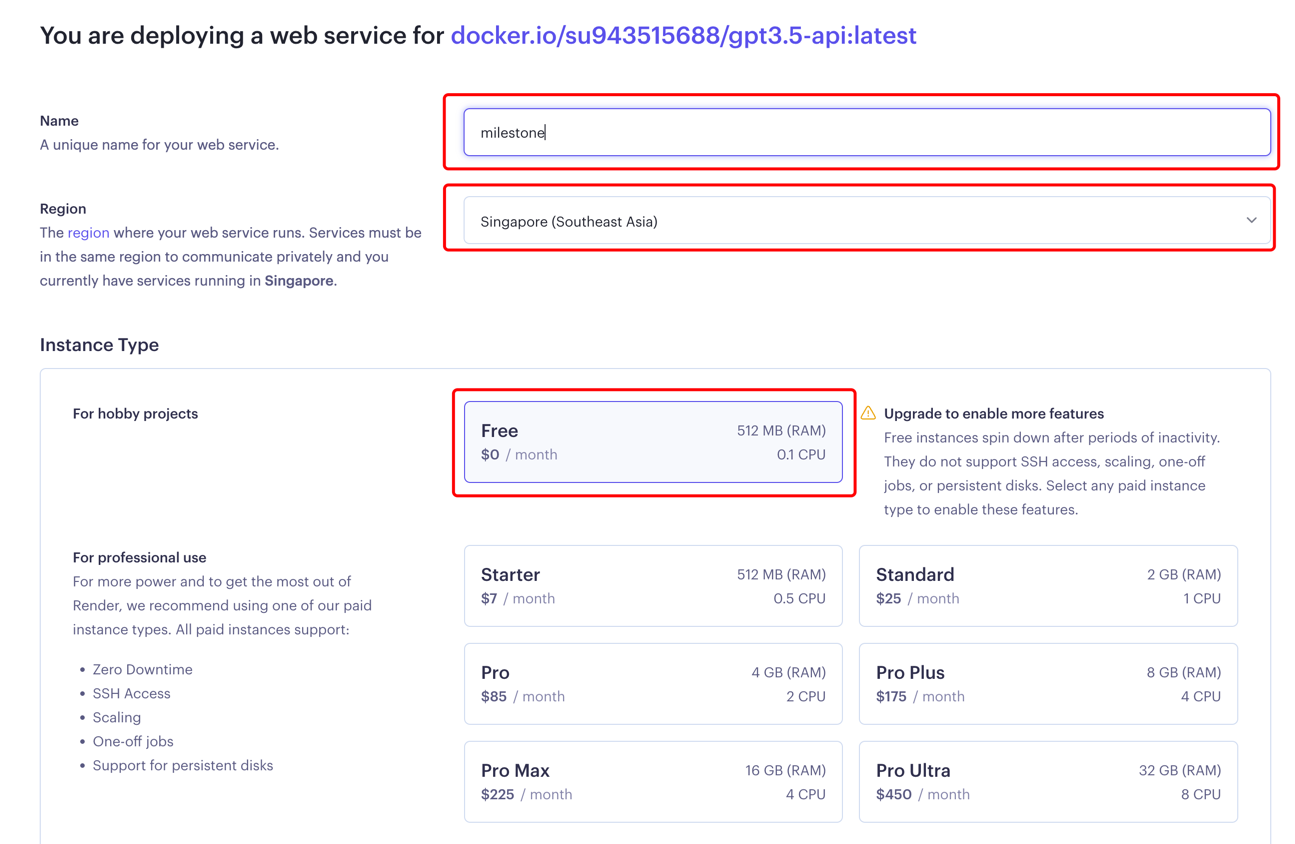 You are deploying a web service for docker.io/su943515688/gpt3.5-api:latest
Name
A unique name for your web service.
milestone
Region
The region where your web service runs. Services must be
in the same region to communicate privately and you
currently have services running in Singapore.
Singapore (Southeast Asia)
Instance Type
For hobby projects
Free
512 MB (RAM)
$0 / month
0.1 CPU
Upgrade to enable more features
Free instances spin down after periods of inactivity.
They do not support SSH access, scaling, one-off
jobs, or persistent disks. Select any paid instance
type to enable these features.
For professional use
For more power and to get the most out of
Render, we recommend using one of our paid
instance types. All paid instances support:
• Zero Downtime
• SSH Access
• Scaling
• One-off jobs
• Support for persistent disks
Starter
512 MB (RAM)
$7 / month
0.5 CPU
Standard
2 GB (RAM)
$25 / month
1 CPU
Pro
4 GB (RAM)
$85 / month
2 CPU
Pro Plus
8 GB (RAM)
$175 / month
4 CPU
Pro Max
16 GB (RAM)
$225 / month
4 CPU
Pro Ultra
32 GB (RAM)
$450 / month
8 CPU